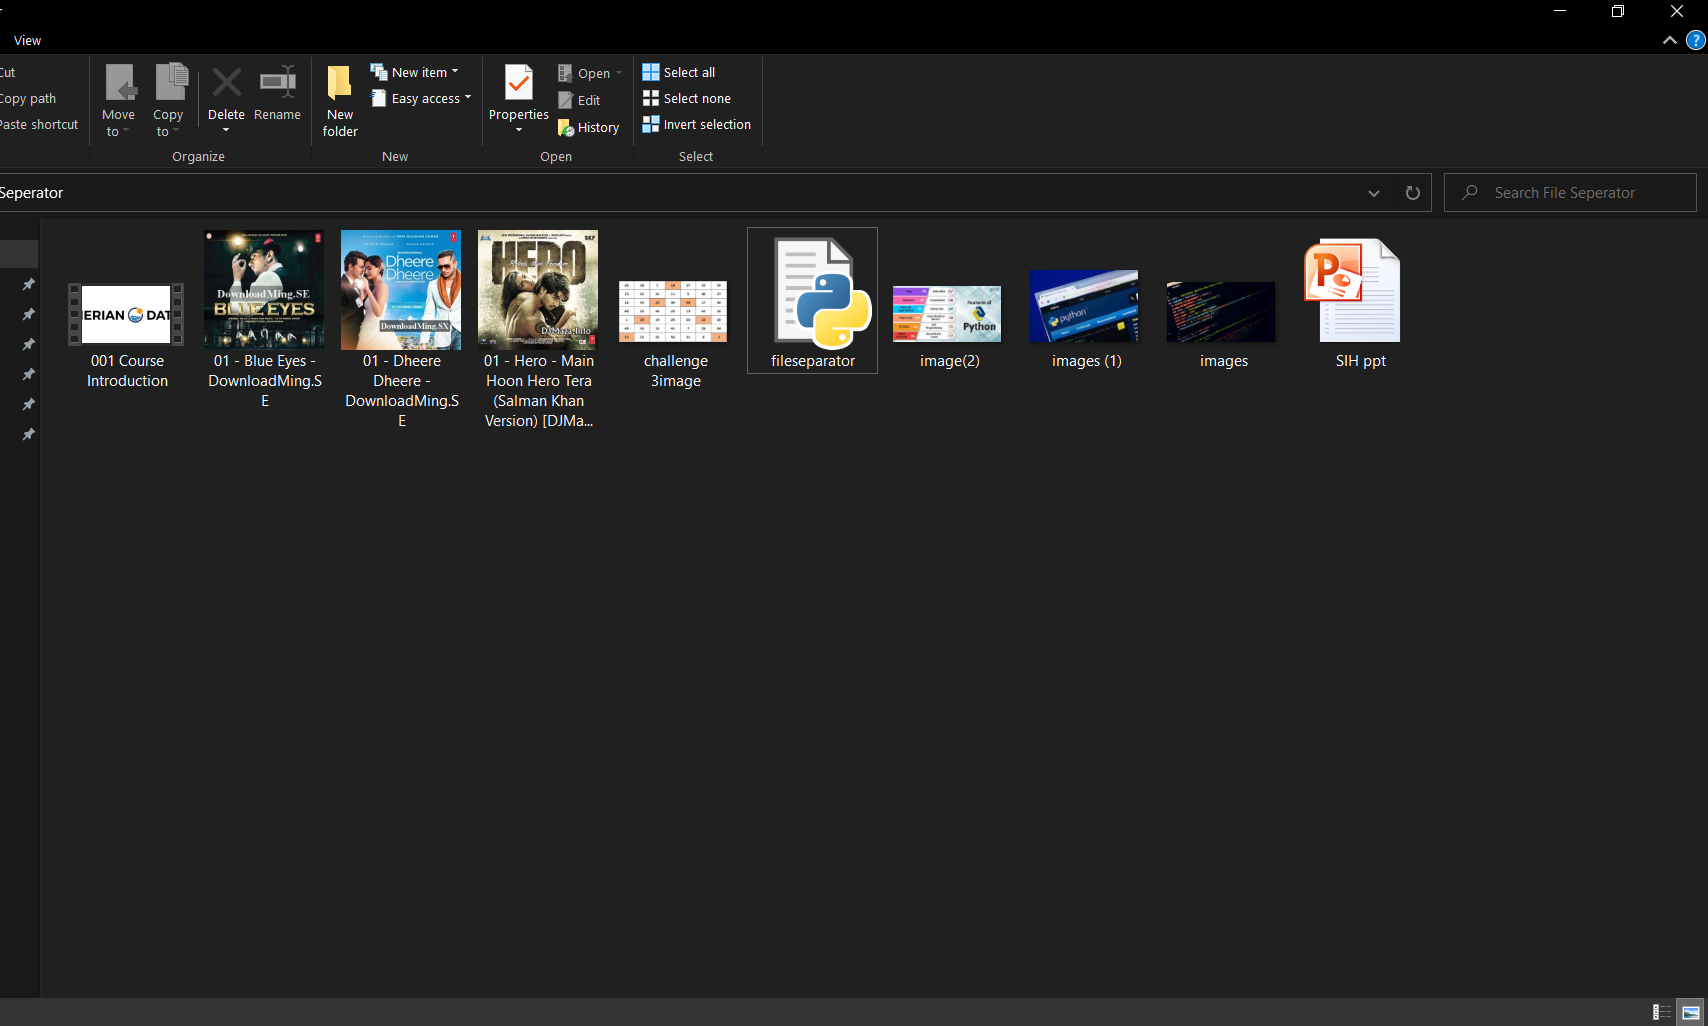 View
Cut
Copy path
Paste shortcut
Move to
Copy to
Delete
Rename
Organize
New folder
New item
Easy access
New
Properties
Open
Edit
History
Open
Select all
Select none
Invert selection
Select
Seperator
Search File Seperator
ERIAN DAT
001 Course
Introduction
DownloadMing.SE
BLUE EYES
01 - Blue Eyes -
DownloadMing.S
E
Dheere
Dheere
DownloadMing.SX
01 - Dheere
Dheere -
DownloadMing.S
E
HERO
DJMaza.Info
01 - Hero - Main
Hoon Hero Tera
(Salman Khan
Version) [DJMa...
challenge
3image
fileseparator
Features of
Python
image(2)
python
images (1)
images
SIH ppt